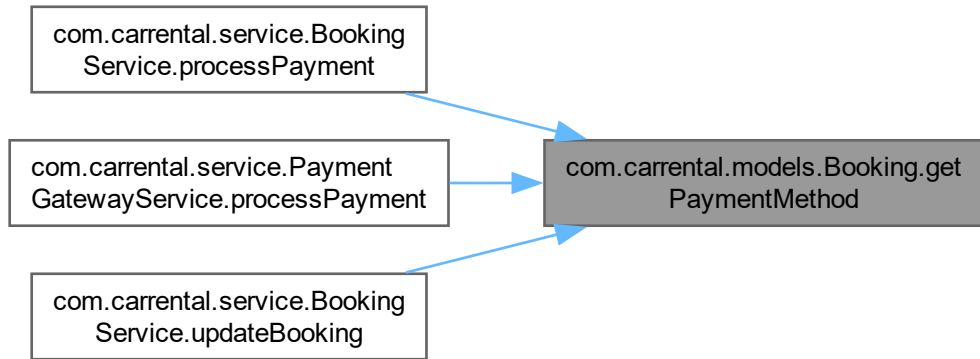 com.carrental.service.Booking
Service.processPayment
com.carrental.service.Payment
GatewayService.processPayment
com.carrental.models.Booking.get
PaymentMethod
com.carrental.service.Booking
Service.updateBooking